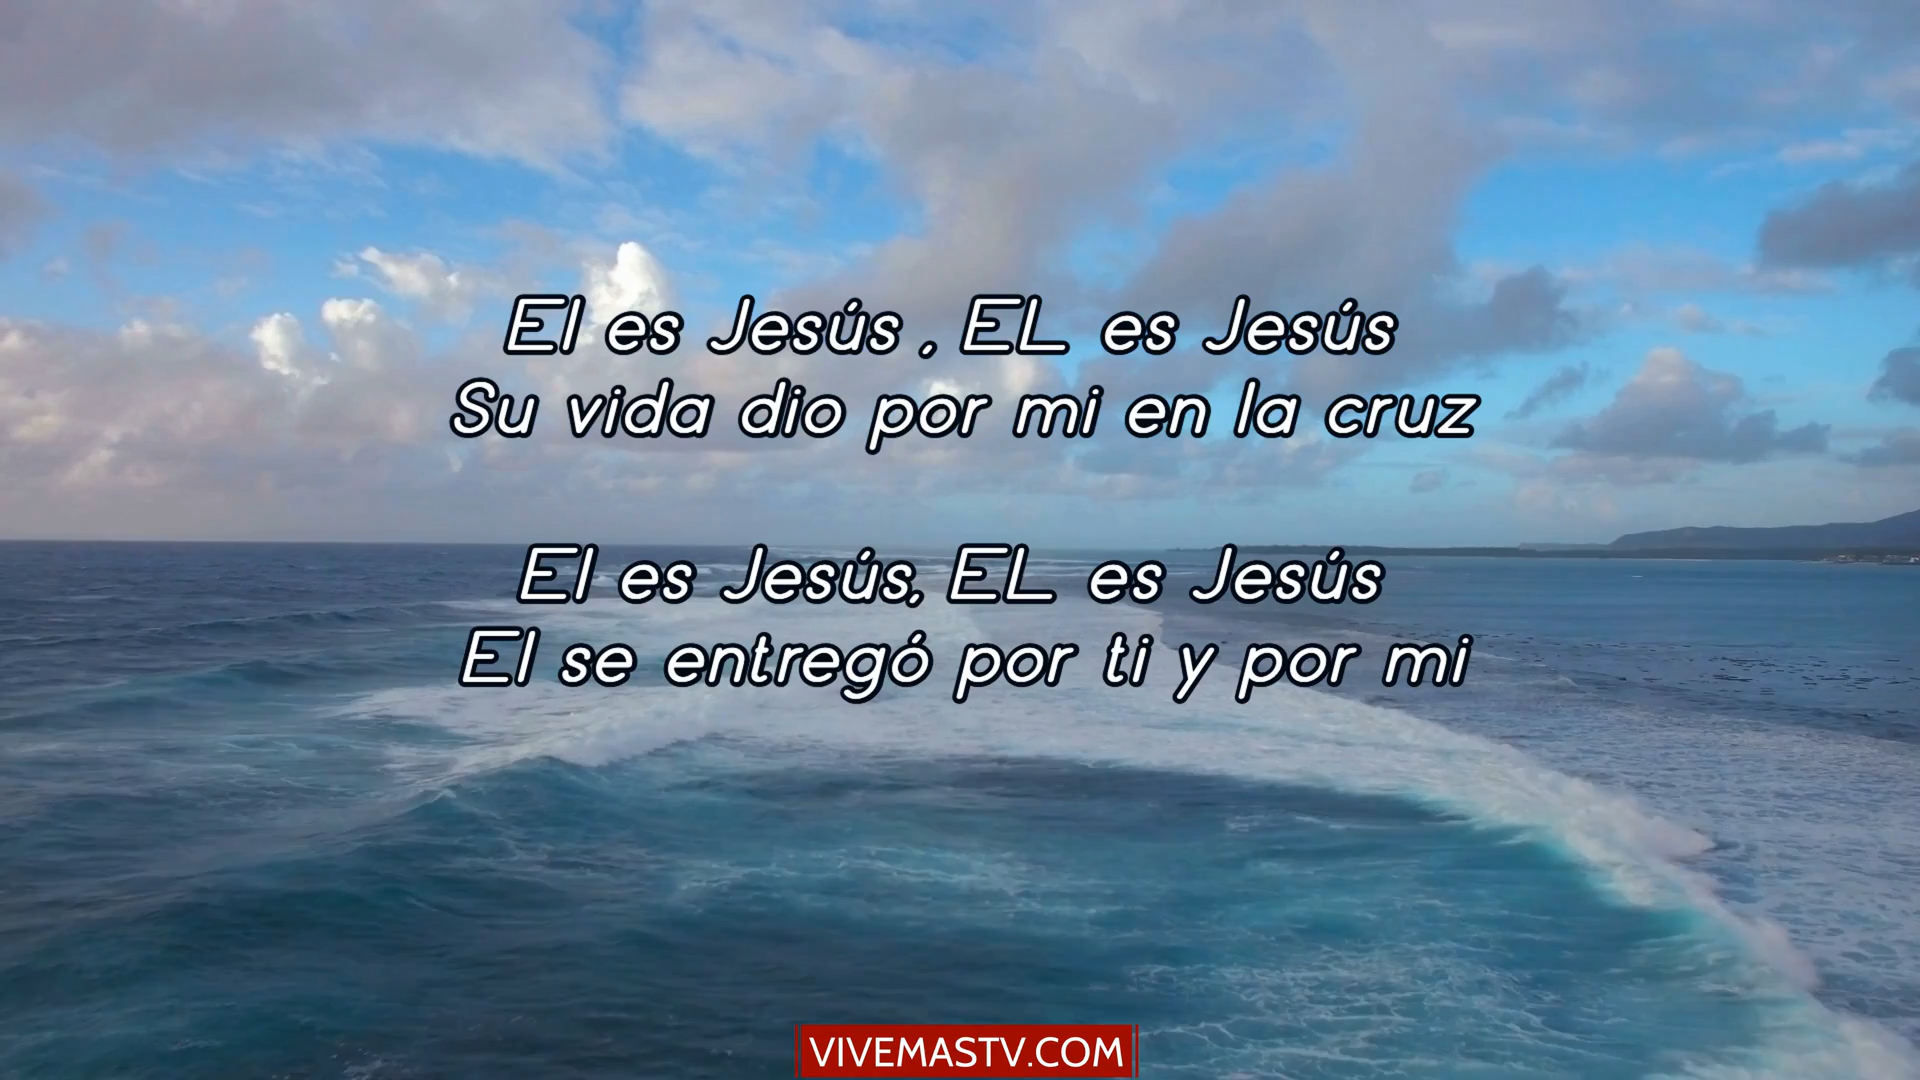 El es Jesús , EL es Jesús
Su vida dio por mi en la cruz
El es Jesús, EL es Jesús
El se entregó por ti y por mi
VIVEMASTV.COM